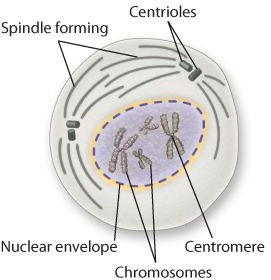 Centrioles
Spindle forming
Nuclear envelope
Centromere
Chromosomes